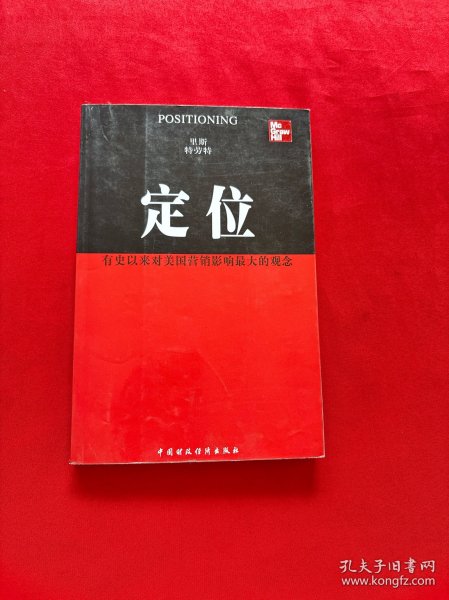 POSITIONING
Mc
Graw
Hill
里斯
特劳特
定位
有史以来对美国营销影响最大的观念
中国财政经济出版社
孔夫子旧书网
www.kongfz.com